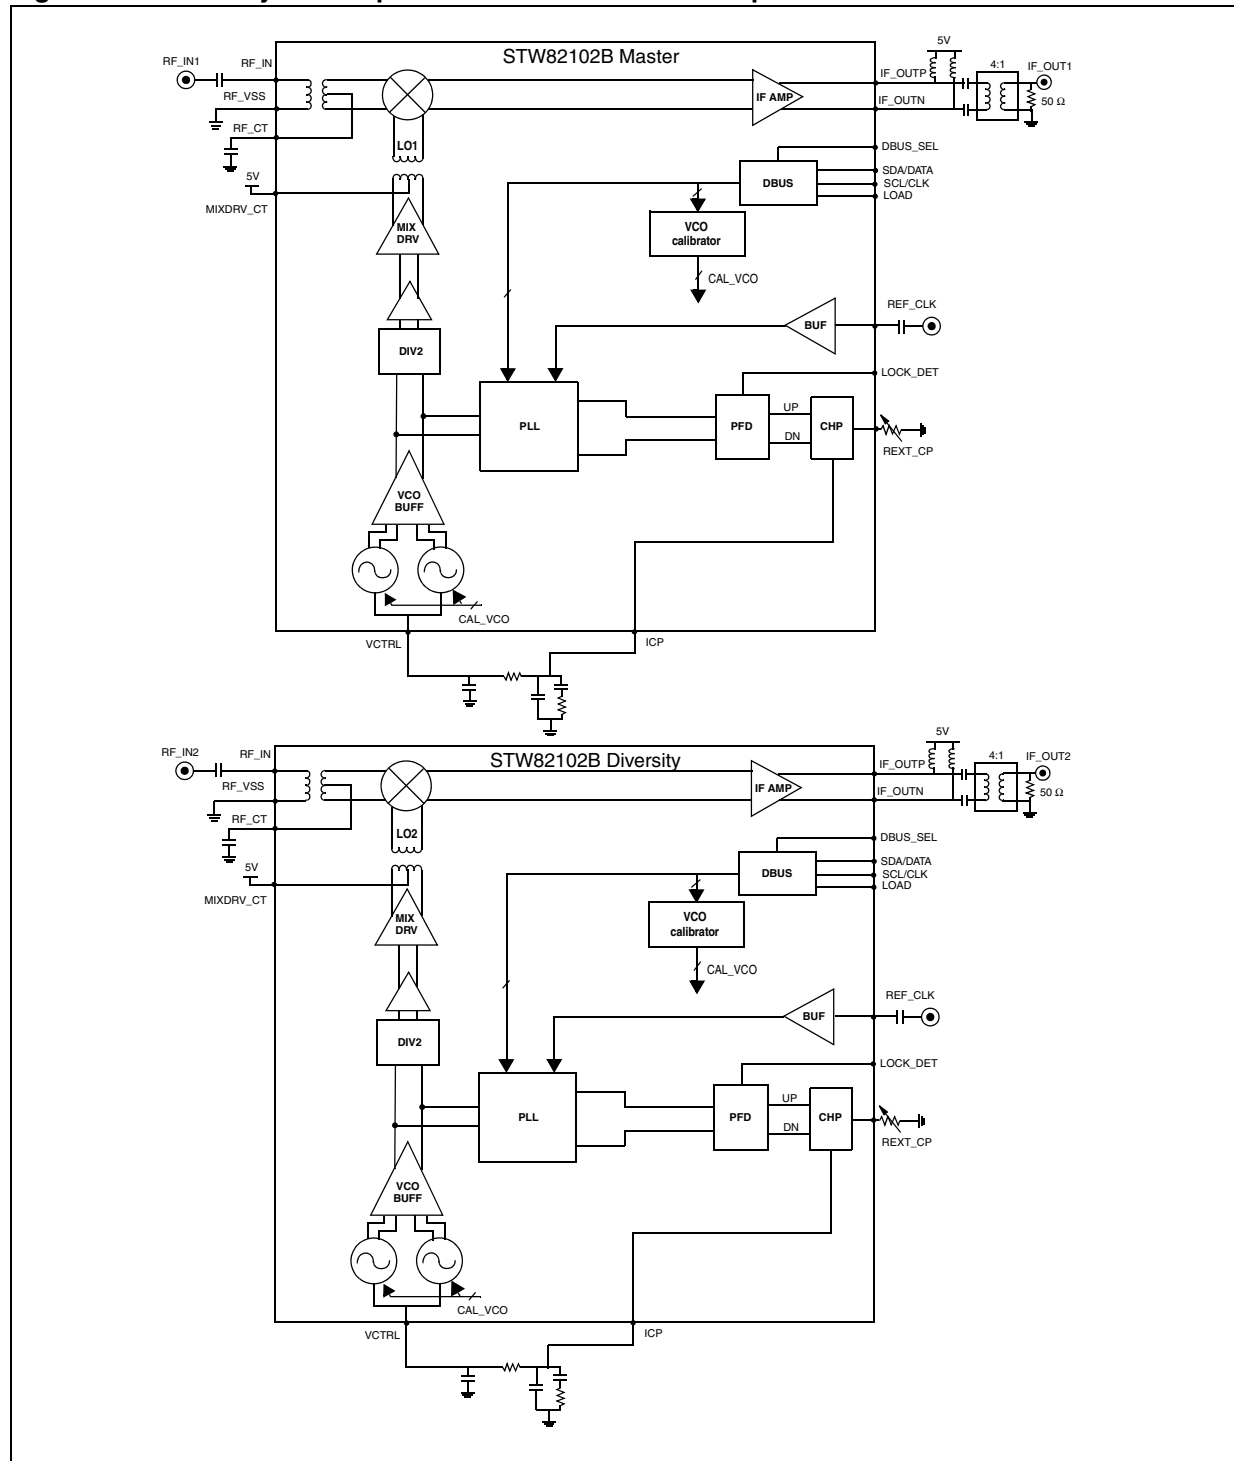 STW82102B Master
RF_IN1
RF_IN
RF_VSS
RF_CT
5V
MIXDRV_CT
LO1
MIX
DRV
DIV2
VCO
BUFF
CAL_VCO
VCTRL
IF AMP
IF_OUTP
IF_OUTN
5V
4:1
IF_OUT1
50 Ω
DBUS_SEL
DBUS
SDA/DATA
SCL/CLK
LOAD
VCO
calibrator
CAL_VCO
BUF
REF_CLK
LOCK_DET
PLL
PFD
UP
DN
CHP
REXT_CP
ICP
STW82102B Diversity
RF_IN2
RF_IN
RF_VSS
RF_CT
5V
MIXDRV_CT
LO2
MIX
DRV
DIV2
VCO
BUFF
CAL_VCO
VCTRL
IF AMP
IF_OUTP
IF_OUTN
5V
4:1
IF_OUT2
50 Ω
DBUS_SEL
DBUS
SDA/DATA
SCL/CLK
LOAD
VCO
calibrator
CAL_VCO
BUF
REF_CLK
LOCK_DET
PLL
PFD
UP
DN
CHP
REXT_CP
ICP